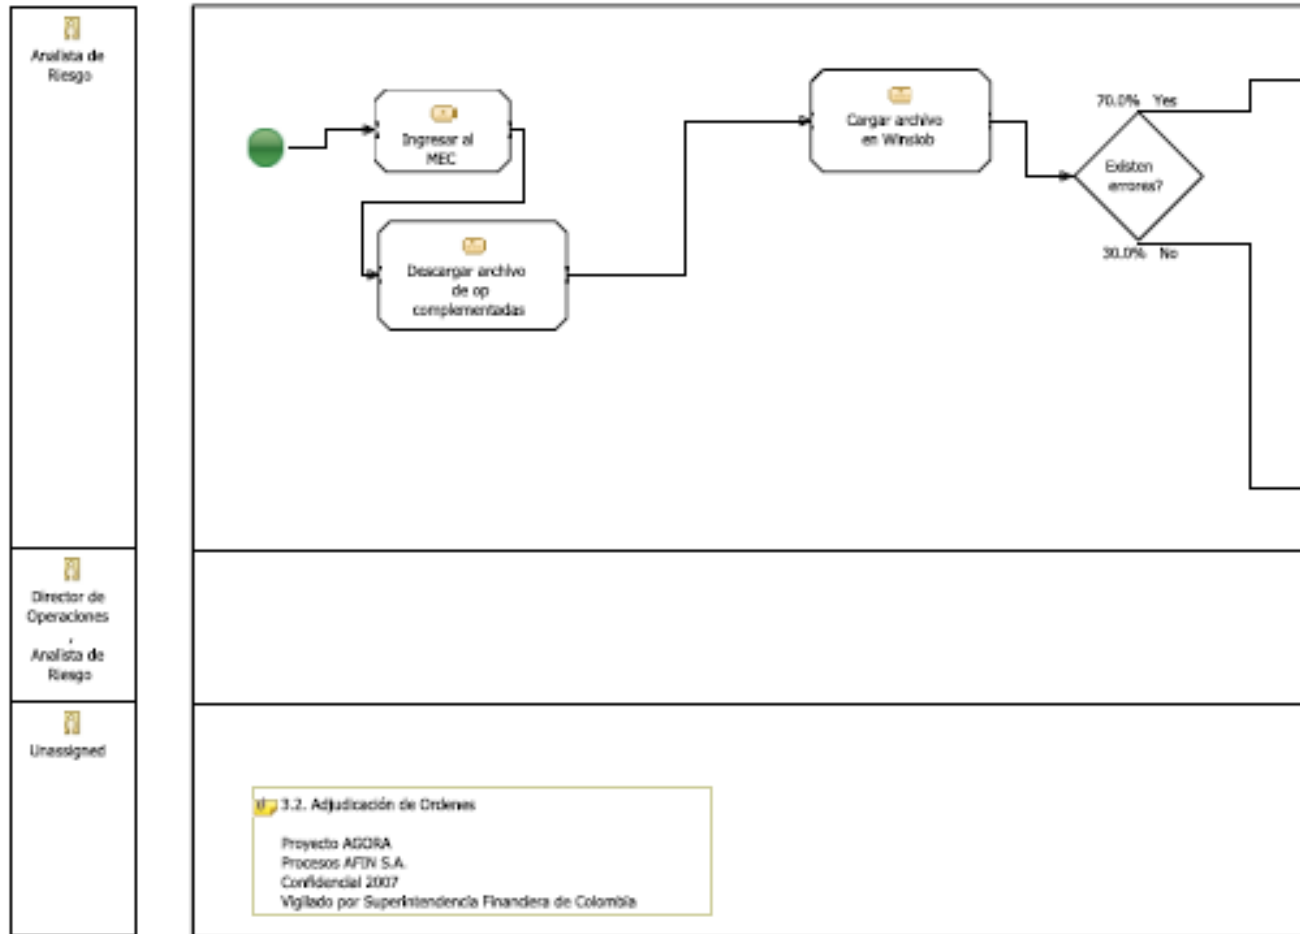 Analista de
Riesgo
Ingresar al
MEC
Descargar archivo
de op
complementadas
Cargar archivo
en Winsiob
70.0% Yes
Existen
errores?
30.0% No
Director de
Operaciones
,
Analista de
Riesgo
Unassigned
3.2. Adjudicación de Ordenes
Proyecto AGORA
Procesos AFIN S.A.
Confidencial 2007
Vigilado por Superintendencia Financiera de Colombia